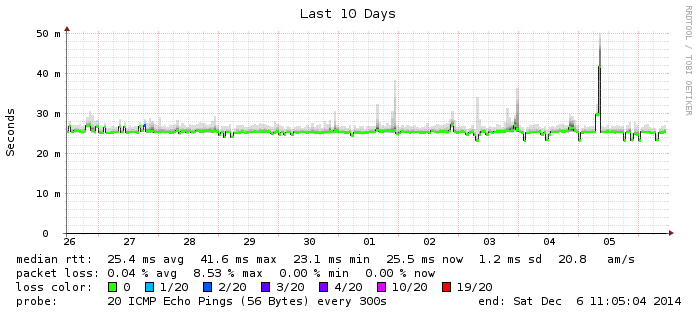 Last 10 Days
RRDTOOL / TOBI OETIKER
Seconds
50 m
40 m
30 m
20 m
10 m
0
26 27 28 29 30 01 02 03 04 05
median rtt: 25.4 ms avg 41.6 ms max 23.1 ms min 25.5 ms now 1.2 ms sd 20.8 am/s
packet loss: 0.04 % avg 8.53 % max 0.00 % min 0.00 % now
loss color: 0 1/20 2/20 3/20 4/20 10/20 19/20
probe: 20 ICMP Echo Pings (56 Bytes) every 300s end: Sat Dec 6 11:05:04 2014